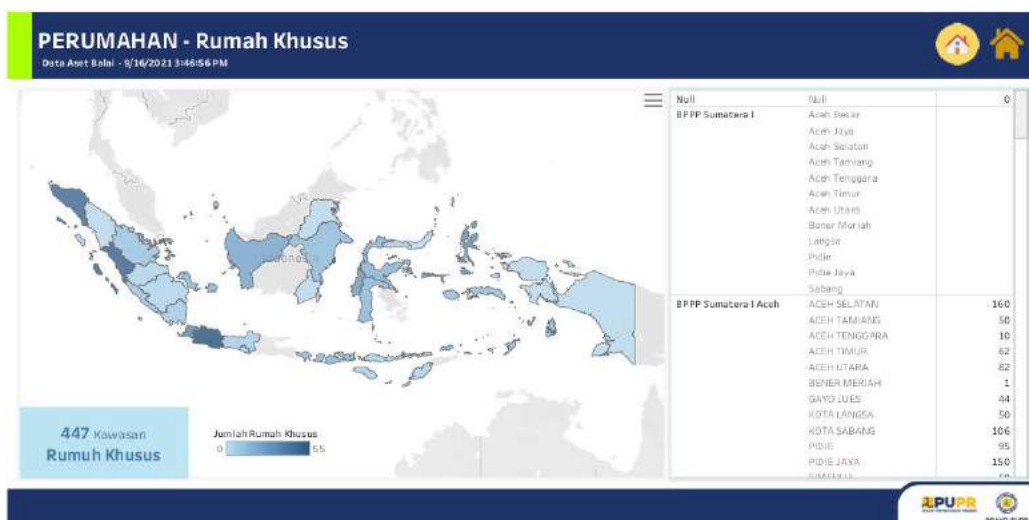 PERUMAHAN - Rumah Khusus
Data Aset Balai - 9/16/2021 3:46:56 PM
Indonesia
447 Kawasan
Rumuh Khusus
Jumlah Rumah Khusus
0 55
Null Null 0
BPPP Sumatera I Aceh Besar
Aceh Jaya
Aceh Selatan
Aceh Tamiang
Aceh Tenggara
Aceh Timur
Aceh Utara
Bener Meriah
Langsa
Pidie
Pidie Jaya
Sabang
BPPP Sumatera I Aceh ACEH SELATAN 160
ACEH TAMIANG 50
ACEH TENGGARA 10
ACEH TIMUR 62
ACEH UTARA 82
BENER MERIAH 1
GAYO LUES 44
KOTA LANGSA 50
KOTA SABANG 106
PIDIE 95
PIDIE JAYA 150
PUPR